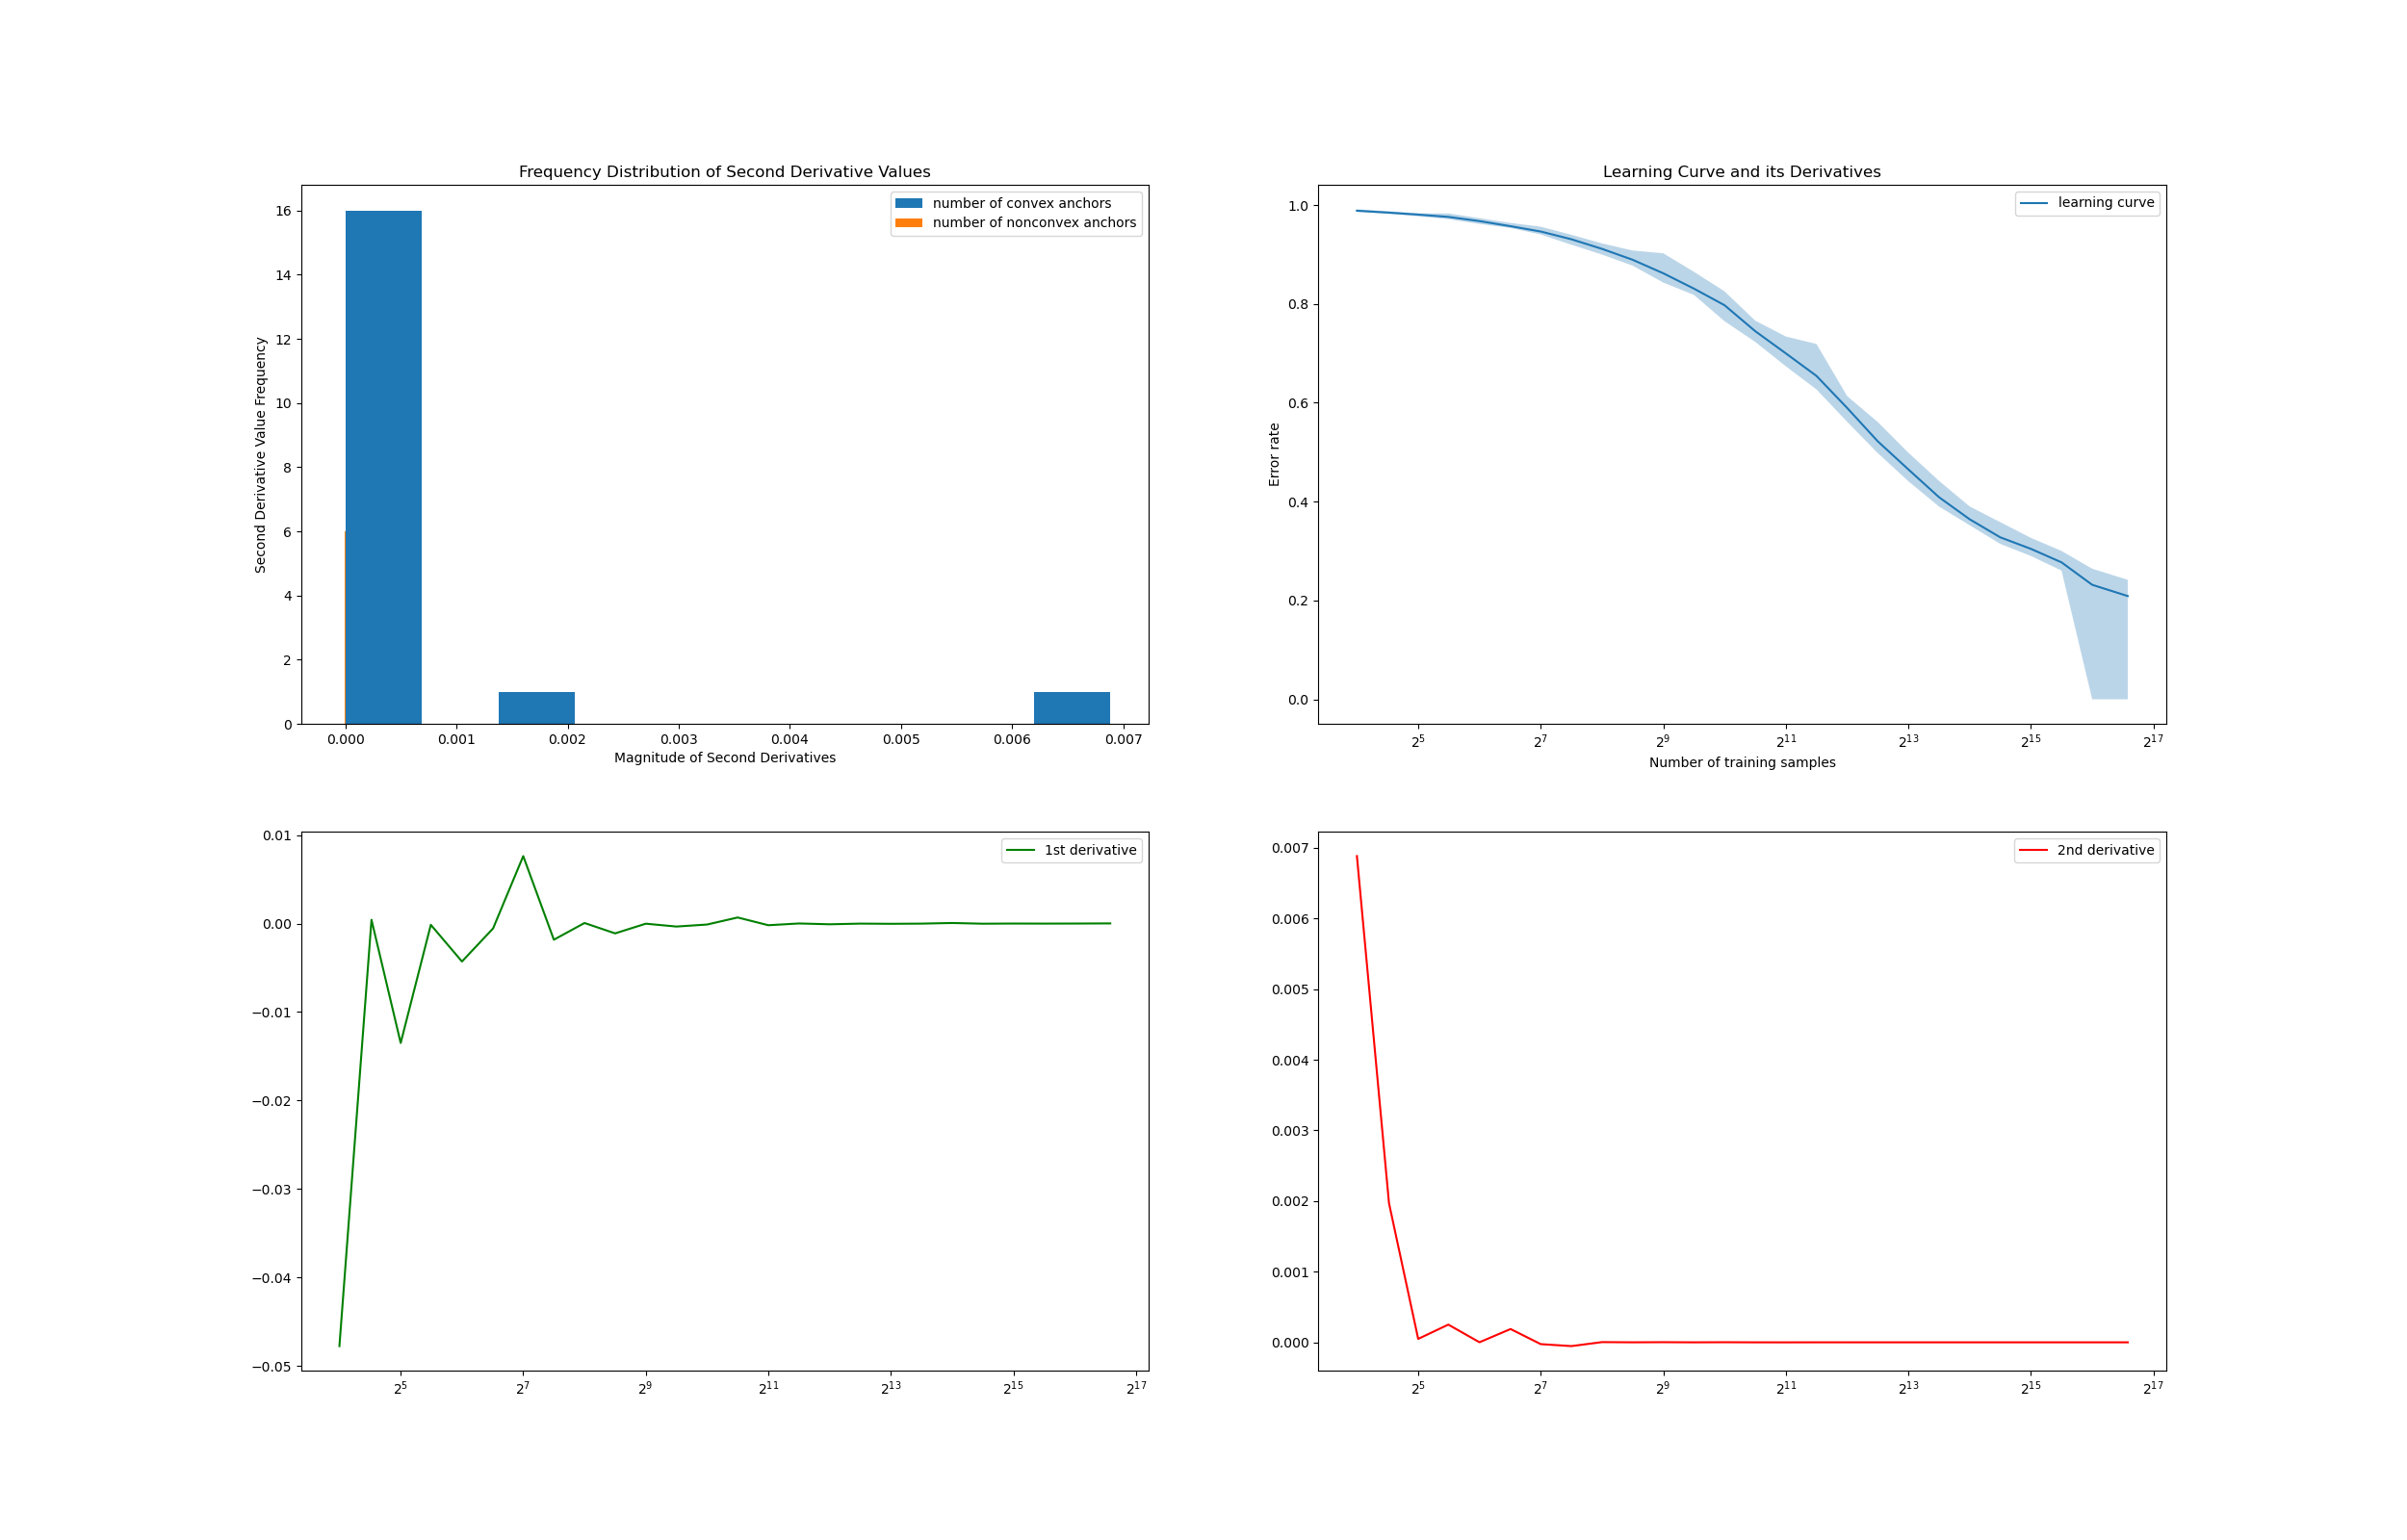 Frequency Distribution of Second Derivative Values
number of convex anchors
number of nonconvex anchors
Second Derivative Value Frequency
16
14
12
10
8
6
4
2
0
0.000 0.001 0.002 0.003 0.004 0.005 0.006 0.007
Magnitude of Second Derivatives
Learning Curve and its Derivatives
learning curve
Error rate
1.0
0.8
0.6
0.4
0.2
0.0
2^5 2^7 2^9 2^11 2^13 2^15 2^17
Number of training samples
1st derivative
0.01
0.00
−0.01
−0.02
−0.03
−0.04
−0.05
2^5 2^7 2^9 2^11 2^13 2^15 2^17
2nd derivative
0.007
0.006
0.005
0.004
0.003
0.002
0.001
0.000
2^5 2^7 2^9 2^11 2^13 2^15 2^17